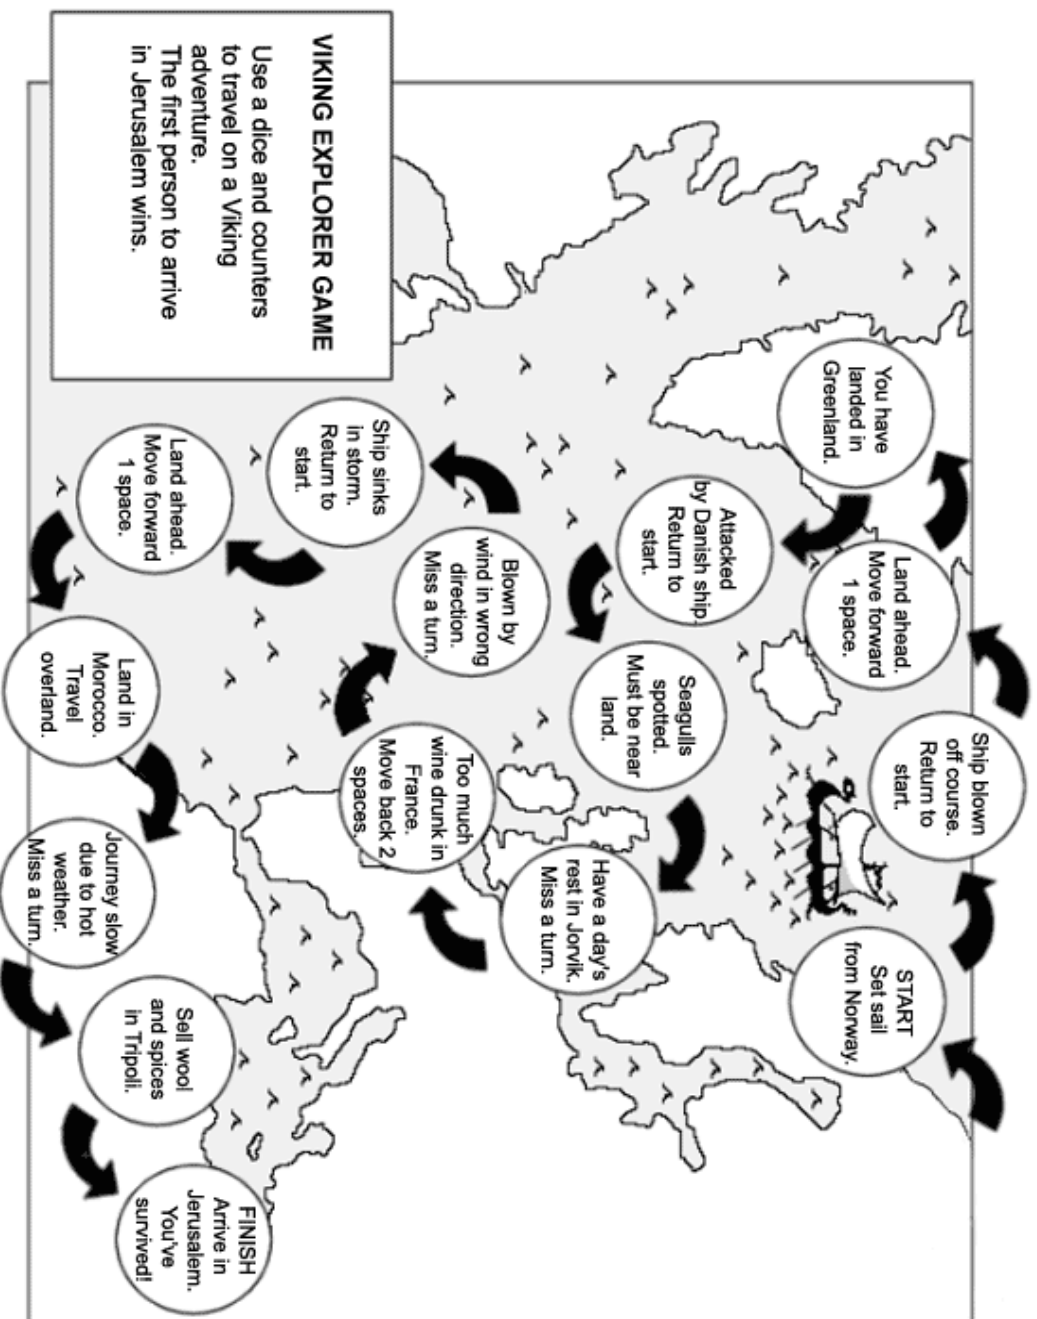 VIKING EXPLORER GAME
Use a dice and counters
to travel on a Viking
adventure.
The first person to arrive
in Jerusalem wins.
START
Set sail
from Norway.
Ship blown
off course.
Return to
start.
Land ahead.
Move forward
1 space.
You have
landed in
Greenland.
Attacked
by Danish ship.
Return to
start.
Seagulls
spotted.
Must be near
land.
Have a day's
rest in Jorvik.
Miss a turn.
Too much
wine drunk in
France.
Move back 2
spaces.
Blown by
wind in wrong
direction.
Miss a turn.
Ship sinks
in storm.
Return to
start.
Land ahead.
Move forward
1 space.
Land in
Morocco.
Travel
overland.
Journey slow
due to hot
weather.
Miss a turn.
Sell wool
and spices
in Tripoli.
FINISH
Arrive in
Jerusalem.
You've
survived!